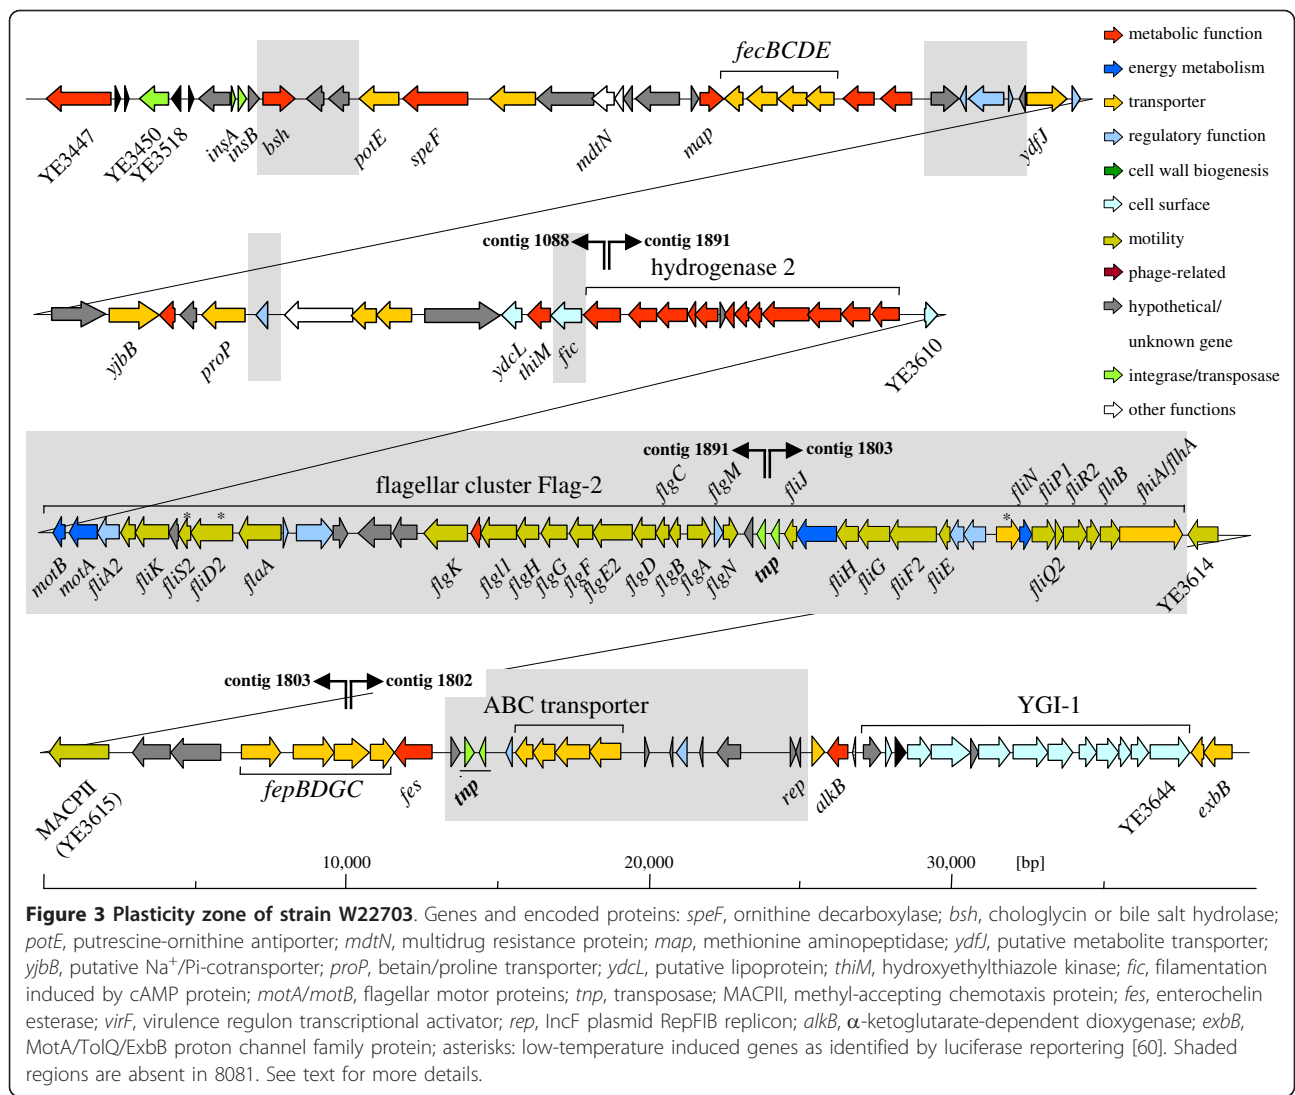 fecBCDE
metabolic function
energy metabolism
transporter
regulatory function
cell wall biogenesis
cell surface
motility
phage-related
hypothetical/
unknown gene
integrase/transposase
other functions
YE3447 YE3450 YE3518 insA insB bsh potE speF mdtN map ydfJ
contig 1088 contig 1891
hydrogenase 2
yjbB proP ydcL thiM fic YE3610
contig 1891 contig 1803
flagellar cluster Flag-2
flgC flgM fliJ fliN fliP1 fliR2 flhB fhiA/flhA
* * *
motB motA fliA2 fliK fliS2 fliD2 flaA flgK flg11 flgH flgG flgF flgE2 flgD flgB flgA flgN tnp fliH fliG fliF2 fliE fliQ2 YE3614
contig 1803 contig 1802
ABC transporter YGI-1
MACPII
(YE3615)
fepBDGC fes tnp rep alkB YE3644 exbB
10,000 20,000 30,000 [bp]
Figure 3 Plasticity zone of strain W22703. Genes and encoded proteins: speF, ornithine decarboxylase; bsh, chologlycin or bile salt hydrolase;
potE, putrescine-ornithine antiporter; mdtN, multidrug resistance protein; map, methionine aminopeptidase; ydfJ, putative metabolite transporter;
yjbB, putative Na⁺/Pi-cotransporter; proP, betain/proline transporter; ydcL, putative lipoprotein; thiM, hydroxyethylthiazole kinase; fic, filamentation
induced by cAMP protein; motA/motB, flagellar motor proteins; tnp, transposase; MACPII, methyl-accepting chemotaxis protein; fes, enterochelin
esterase; virF, virulence regulon transcriptional activator; rep, IncF plasmid RepFIB replicon; alkB, α-ketoglutarate-dependent dioxygenase; exbB,
MotA/TolQ/ExbB proton channel family protein; asterisks: low-temperature induced genes as identified by luciferase reportering [60]. Shaded
regions are absent in 8081. See text for more details.